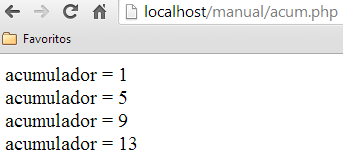 localhost/manual/acum.php
Favoritos
acumulador = 1
acumulador = 5
acumulador = 9
acumulador = 13